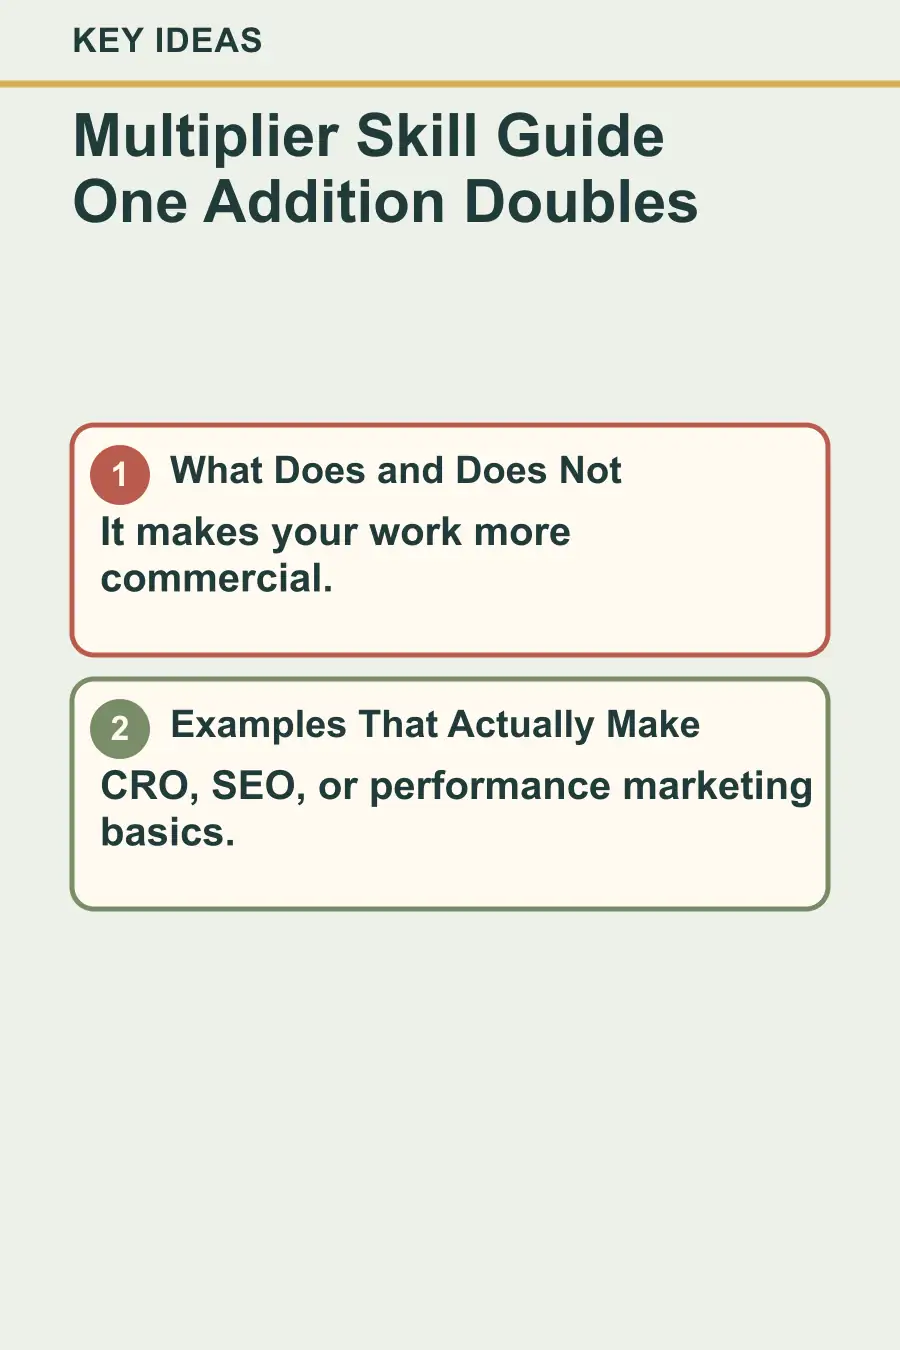 KEY IDEAS
Multiplier Skill Guide
One Addition Doubles
1 What Does and Does Not
It makes your work more
commercial.
2 Examples That Actually Make
CRO, SEO, or performance marketing
basics.